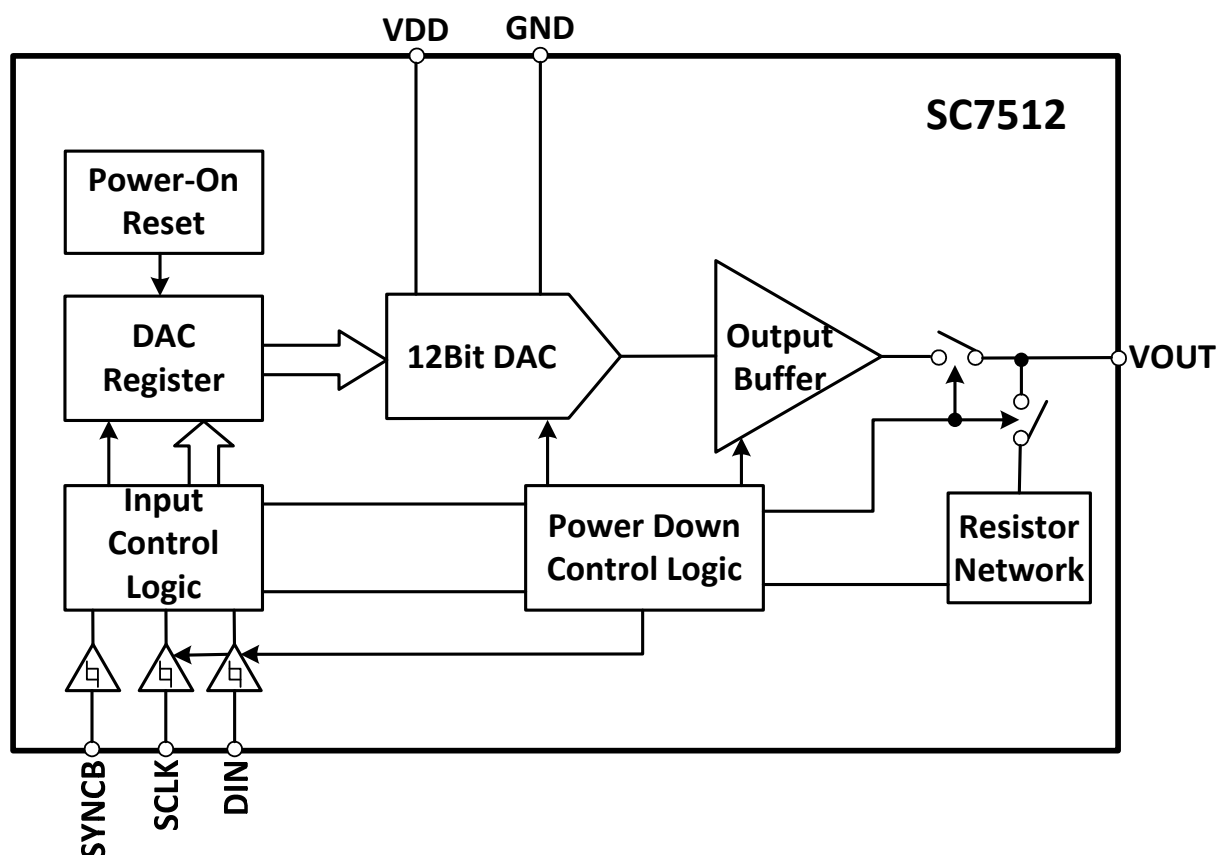 VDD
GND
SC7512
Power-On
Reset
DAC
Register
12Bit DAC
Output
Buffer
VOUT
Input
Control
Logic
Power Down
Control Logic
Resistor
Network
SYNCB
SCLK
DIN